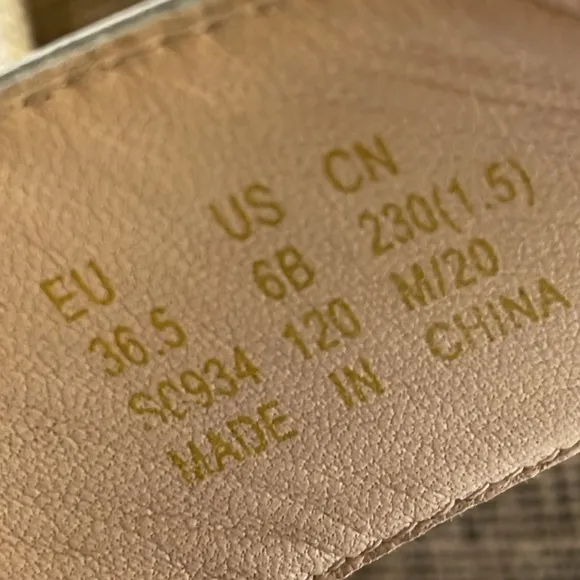 EU US CN
36.5 6B 230(1.5)
SC934 120 M/20
MADE IN CHINA